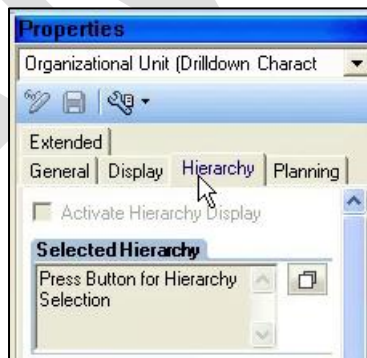 Properties
Organizational Unit (Drilldown Charact
Extended
General Display Hierarchy Planning
Activate Hierarchy Display
Selected Hierarchy
Press Button for Hierarchy
Selection